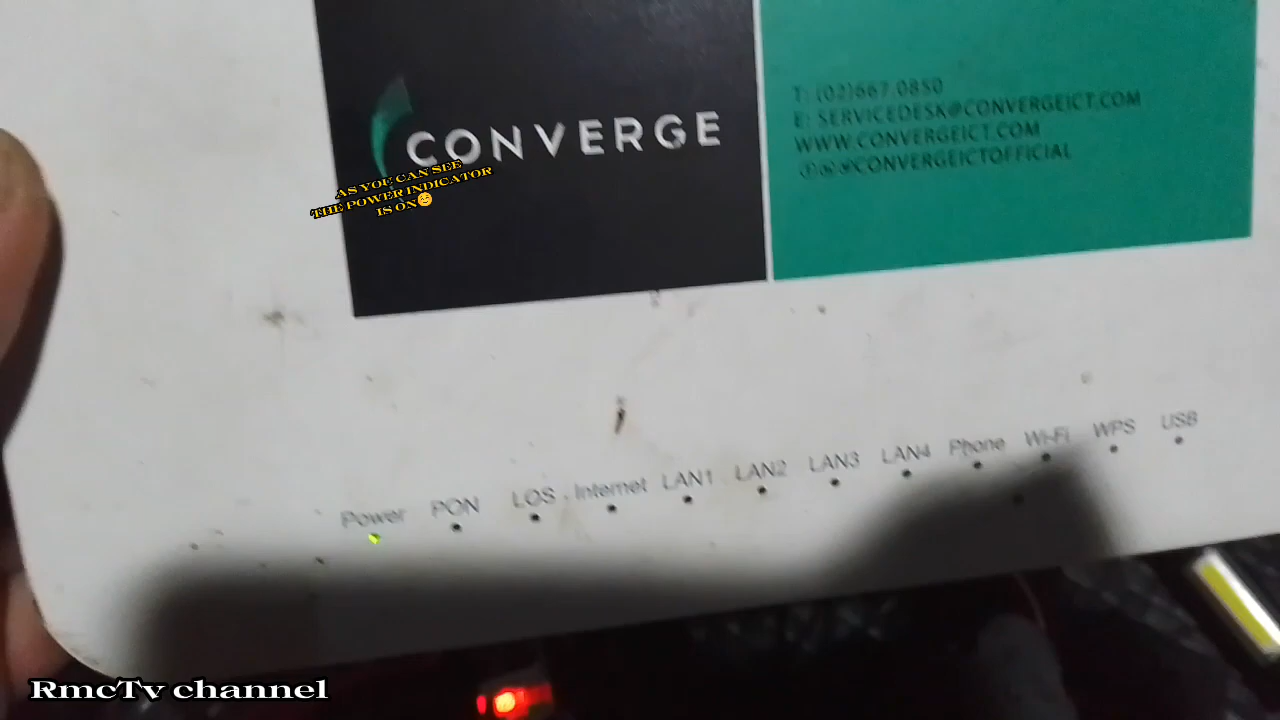 CONVERGE
T: (02)667.0850
E: SERVICEDESK@CONVERGEICT.COM
WWW.CONVERGEICT.COM
CONVERGEICTOFFICIAL
AS YOU CAN SEE
THE POWER INDICATOR
IS ON😊
Power PON LOS Internet LAN1 LAN2 LAN3 LAN4 Phone Wi-Fi WPS USB
RmcTv channel